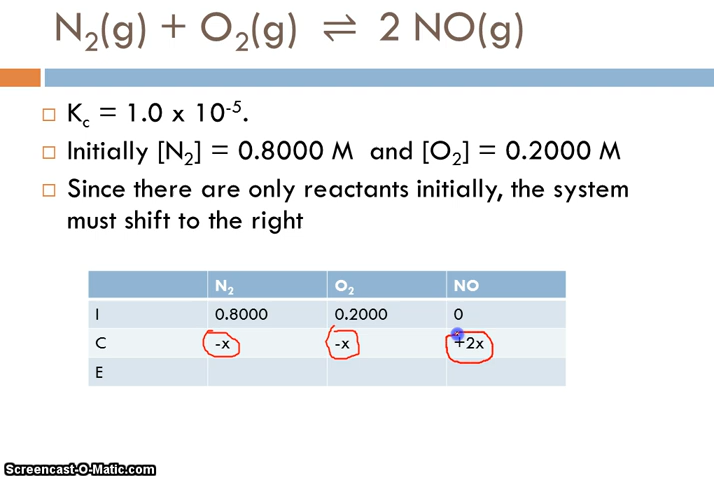 N₂(g) + O₂(g) ⇌ 2 NO(g)
Kc = 1.0 x 10⁻⁵.
Initially [N₂] = 0.8000 M and [O₂] = 0.2000 M
Since there are only reactants initially, the system
must shift to the right
N₂ O₂ NO
I 0.8000 0.2000 0
C -x -x +2x
E
Screencast-O-Matic.com